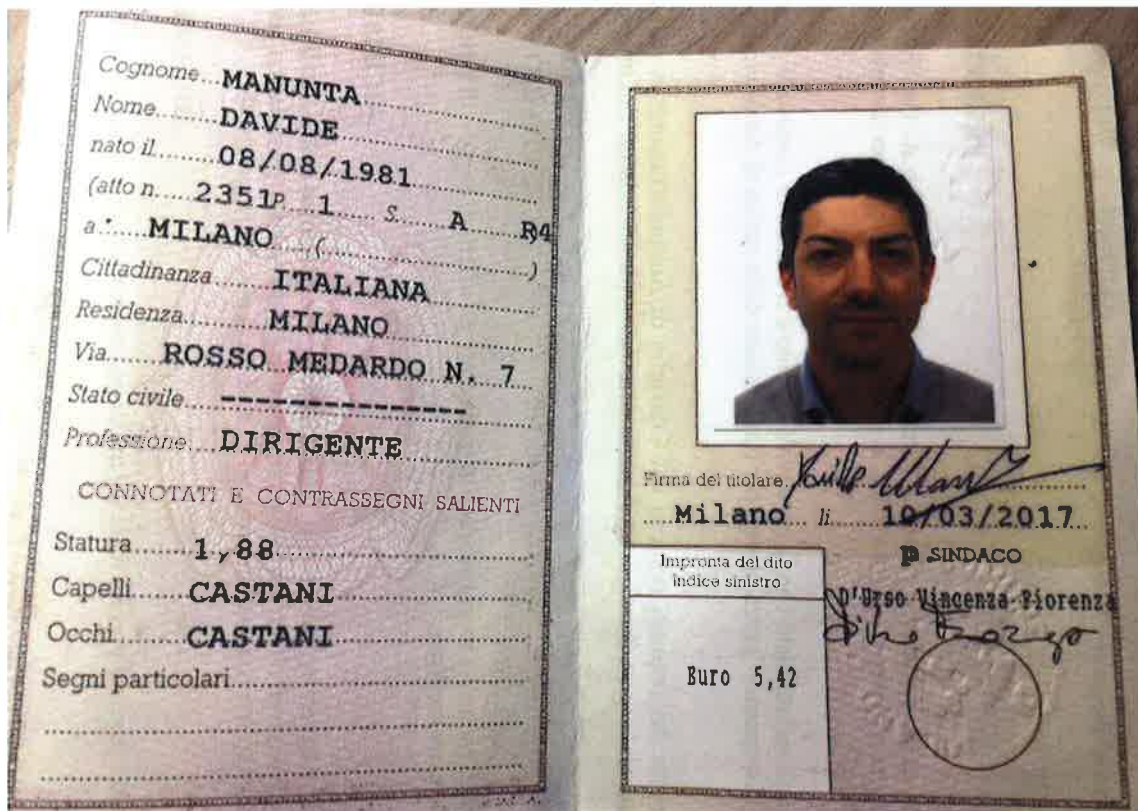 Cognome MANUNTA
Nome DAVIDE
nato il 08/08/1981
(atto n. 2351 P. 1 S. A R4
a MILANO ( )
Cittadinanza ITALIANA
Residenza MILANO
Via ROSSO MEDARDO N. 7
Stato civile ---------------
Professione DIRIGENTE
CONNOTATI E CONTRASSEGNI SALIENTI
Statura 1,88
Capelli CASTANI
Occhi CASTANI
Segni particolari
Firma del titolare
Milano li 10/03/2017
SINDACO
Impronta del dito
indice sinistro
D'Urso Vincenza Fiorenza
Euro 5,42